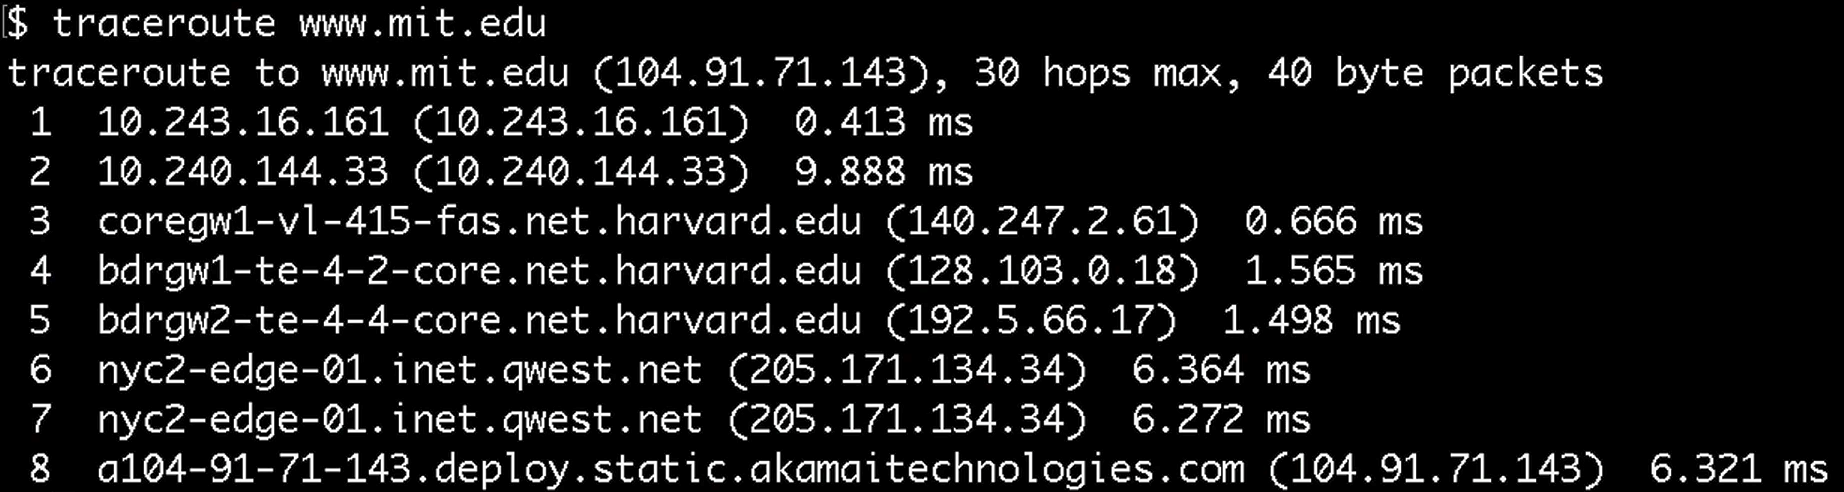 [$ traceroute www.mit.edu
traceroute to www.mit.edu (104.91.71.143), 30 hops max, 40 byte packets
1 10.243.16.161 (10.243.16.161) 0.413 ms
2 10.240.144.33 (10.240.144.33) 9.888 ms
3 coregw1-vl-415-fas.net.harvard.edu (140.247.2.61) 0.666 ms
4 bdrgw1-te-4-2-core.net.harvard.edu (128.103.0.18) 1.565 ms
5 bdrgw2-te-4-4-core.net.harvard.edu (192.5.66.17) 1.498 ms
6 nyc2-edge-01.inet.qwest.net (205.171.134.34) 6.364 ms
7 nyc2-edge-01.inet.qwest.net (205.171.134.34) 6.272 ms
8 a104-91-71-143.deploy.static.akamaitechnologies.com (104.91.71.143) 6.321 ms